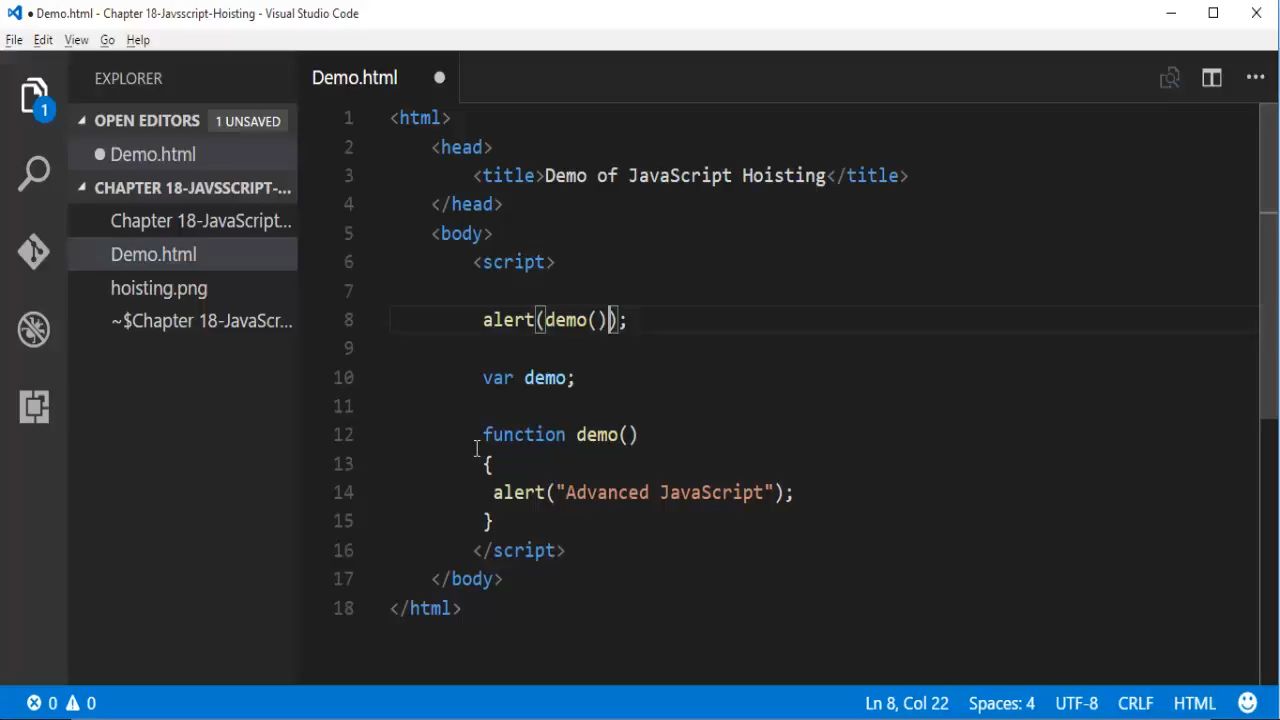 ● Demo.html - Chapter 18-Javsscript-Hoisting - Visual Studio Code
File Edit View Go Help
EXPLORER
OPEN EDITORS 1 UNSAVED
● Demo.html
CHAPTER 18-JAVSSCRIPT-...
Chapter 18-JavaScript...
Demo.html
hoisting.png
~$Chapter 18-JavaScr...
1
Demo.html ●
1 <html>
2 <head>
3 <title>Demo of JavaScript Hoisting</title>
4 </head>
5 <body>
6 <script>
7
8 alert(demo());
9
10 var demo;
11
12 function demo()
13 {
14 alert("Advanced JavaScript");
15 }
16 </script>
17 </body>
18 </html>
0 0 Ln 8, Col 22 Spaces: 4 UTF-8 CRLF HTML